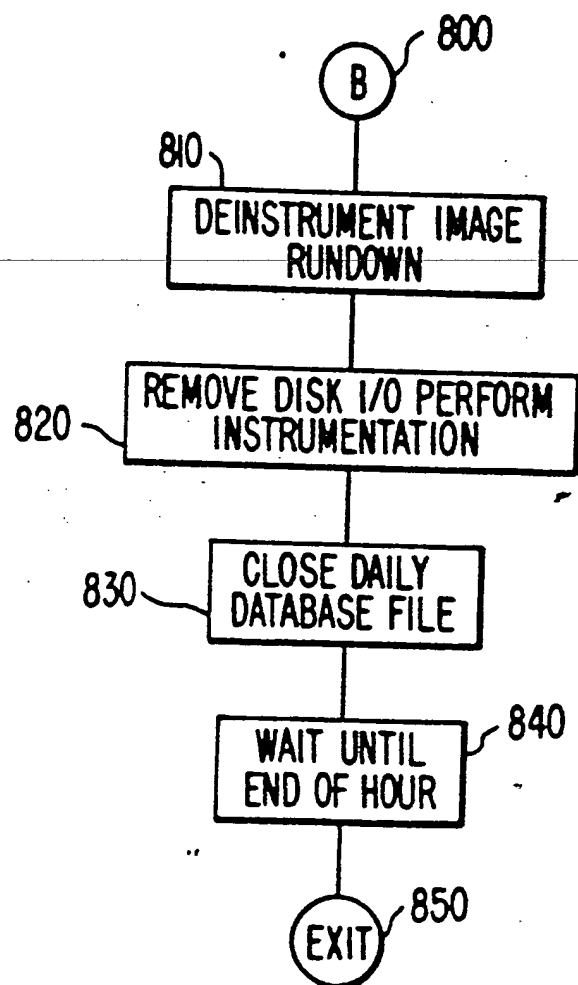 800
B
810
DEINSTRUMENT IMAGE
RUNDOWN
820
REMOVE DISK I/O PERFORM
INSTRUMENTATION
830
CLOSE DAILY
DATABASE FILE
840
WAIT UNTIL
END OF HOUR
850
EXIT